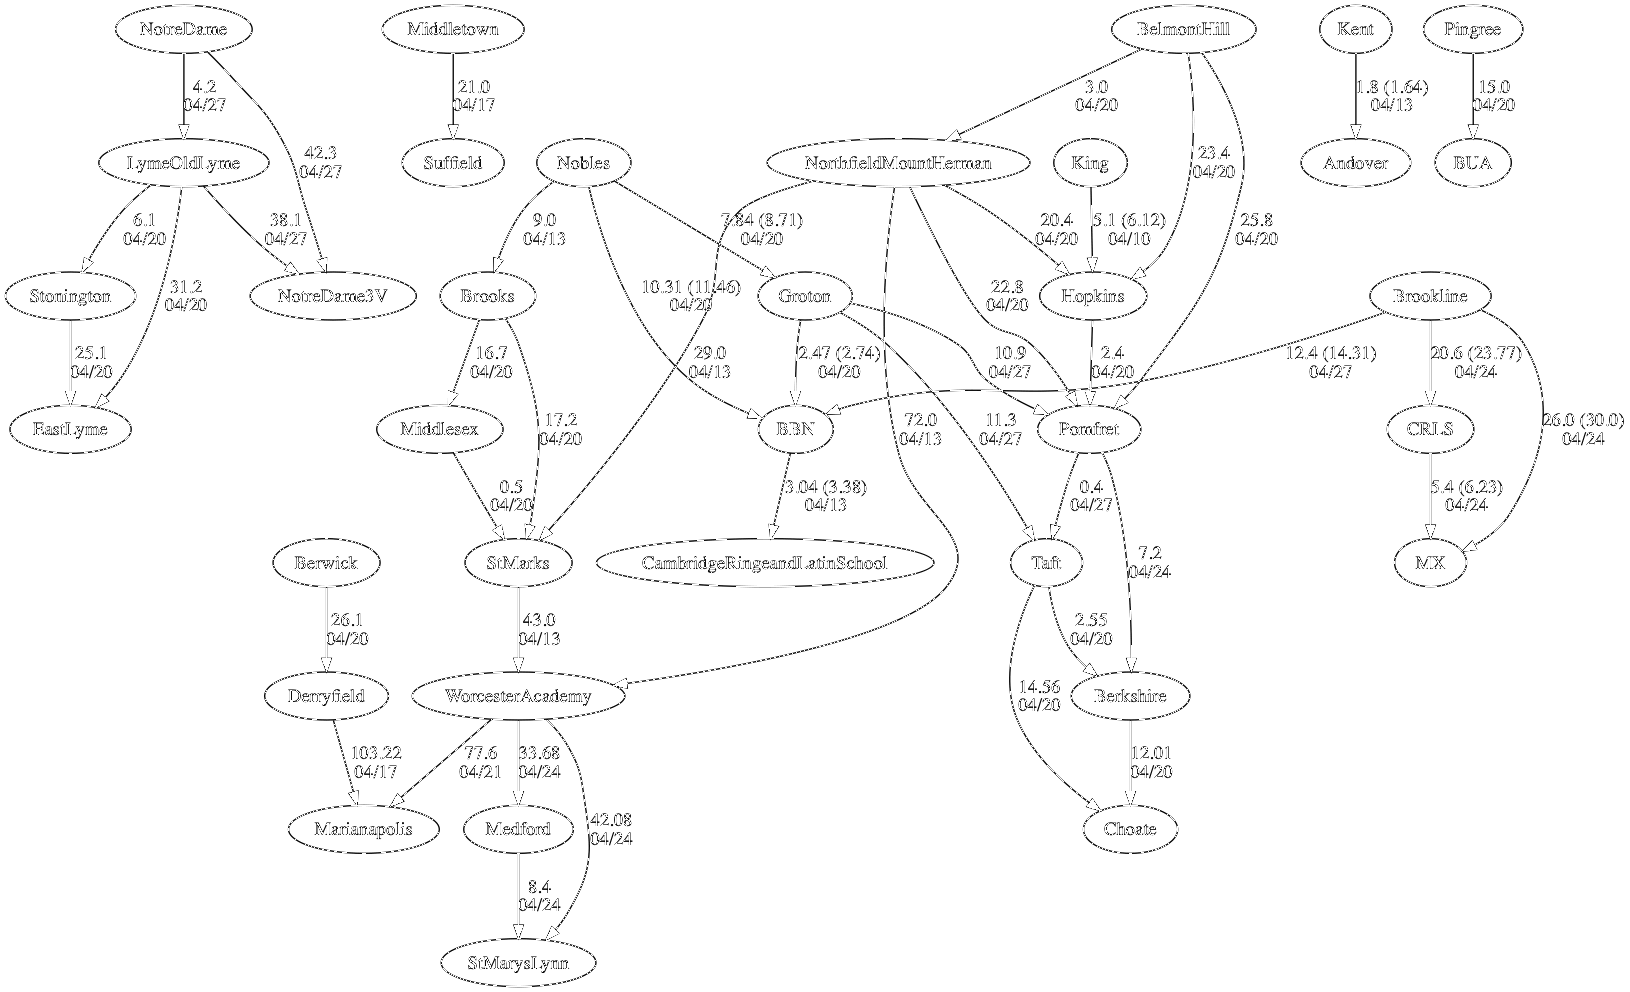 NotreDame
Middletown
BelmontHill
Kent
Pingree
4.2
04/27
21.0
04/17
3.0
04/20
1.8 (1.64)
04/13
15.0
04/20
42.3
04/27
23.4
04/20
LymeOldLyme
Suffield
Nobles
NorthfieldMountHerman
King
Andover
BUA
6.1
04/20
38.1
04/27
9.0
04/13
7.84 (8.71)
04/20
20.4
04/20
5.1 (6.12)
04/10
25.8
04/20
31.2
04/20
10.31 (11.46)
04/20
22.8
04/20
Stonington
NotreDame3V
Brooks
Groton
Hopkins
Brookline
25.1
04/20
16.7
04/20
29.0
04/13
2.47 (2.74)
04/20
10.9
04/27
2.4
04/20
12.4 (14.31)
04/27
20.6 (23.77)
04/24
EastLyme
Middlesex
17.2
04/20
BBN
72.0
04/13
11.3
04/27
Pomfret
CRLS
26.0 (30.0)
04/24
0.5
04/20
3.04 (3.38)
04/13
0.4
04/27
5.4 (6.23)
04/24
7.2
04/24
Berwick
StMarks
CambridgeRingeandLatinSchool
Taft
MX
26.1
04/20
43.0
04/13
2.55
04/20
Derryfield
WorcesterAcademy
14.56
04/20
Berkshire
103.22
04/17
77.6
04/21
33.68
04/24
12.01
04/20
Marianapolis
Medford
42.08
04/24
Choate
8.4
04/24
StMarysLynn